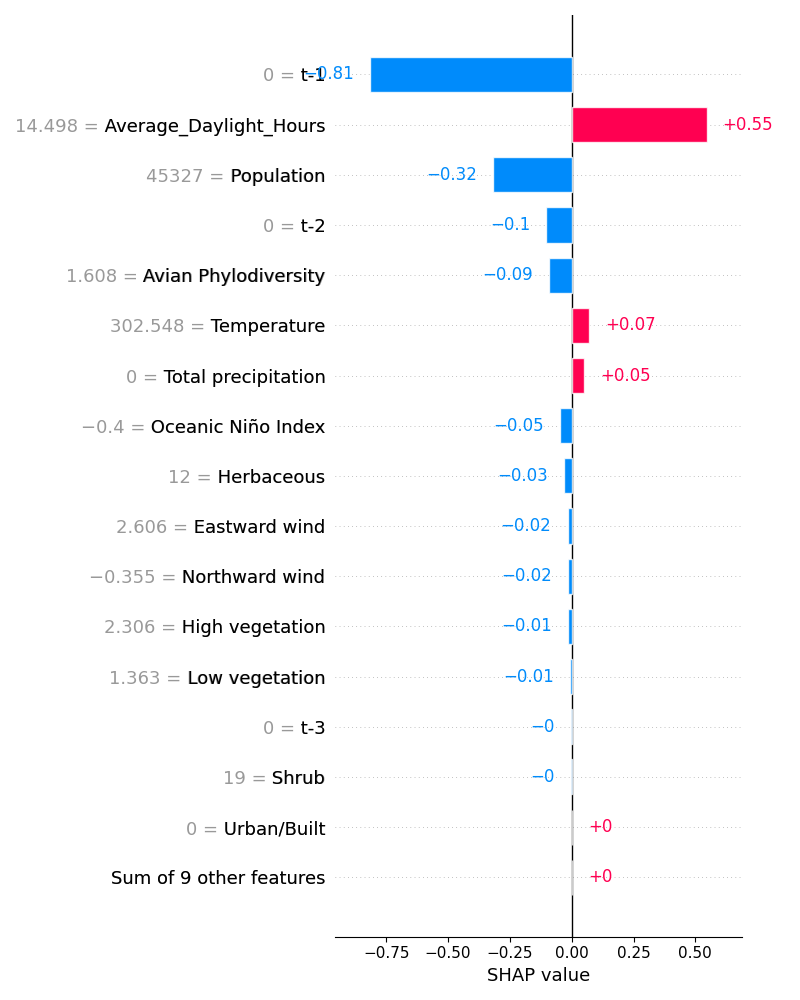 0 = t-1 −0.81
14.498 = Average_Daylight_Hours +0.55
45327 = Population −0.32
0 = t-2 −0.1
1.608 = Avian Phylodiversity −0.09
302.548 = Temperature +0.07
0 = Total precipitation +0.05
−0.4 = Oceanic Niño Index −0.05
12 = Herbaceous −0.03
2.606 = Eastward wind −0.02
−0.355 = Northward wind −0.02
2.306 = High vegetation −0.01
1.363 = Low vegetation −0.01
0 = t-3 −0
19 = Shrub −0
0 = Urban/Built +0
Sum of 9 other features +0
−0.75 −0.50 −0.25 0.00 0.25 0.50
SHAP value